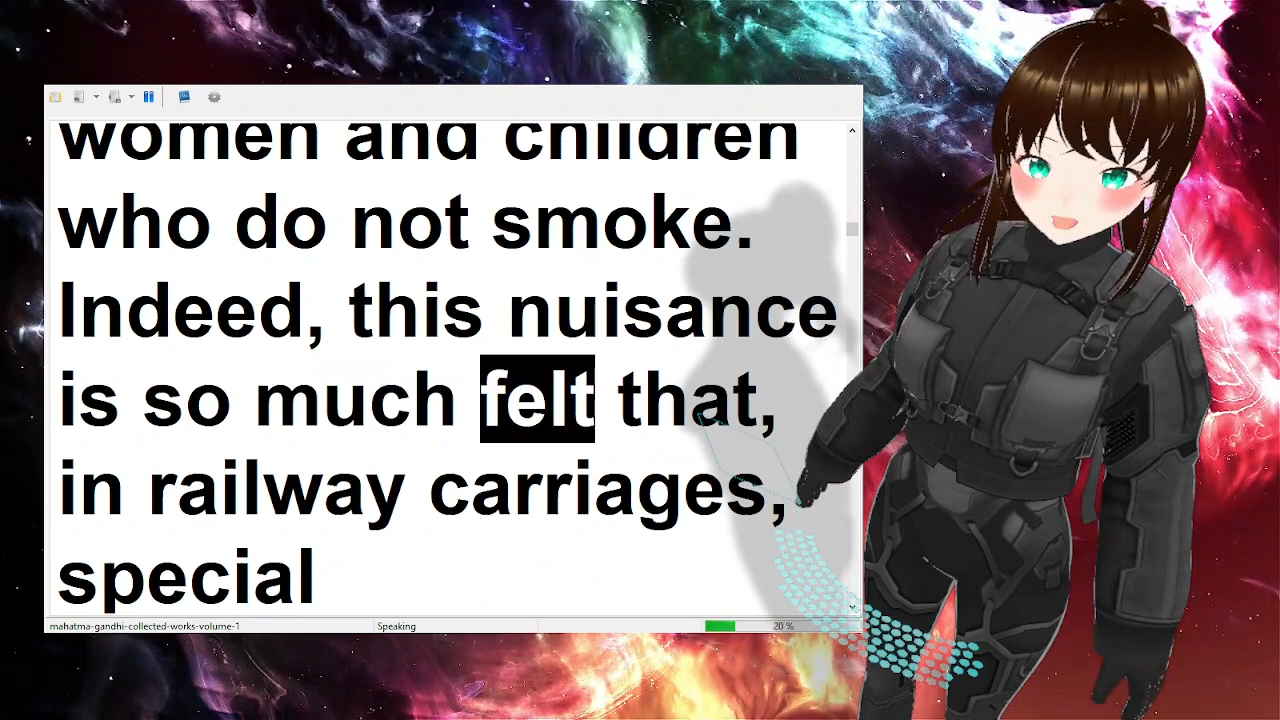 women and children
who do not smoke.
Indeed, this nuisance
is so much felt that,
in railway carriages,
special
mahatma-gandhi-collected-works-volume-1
Speaking
20 %